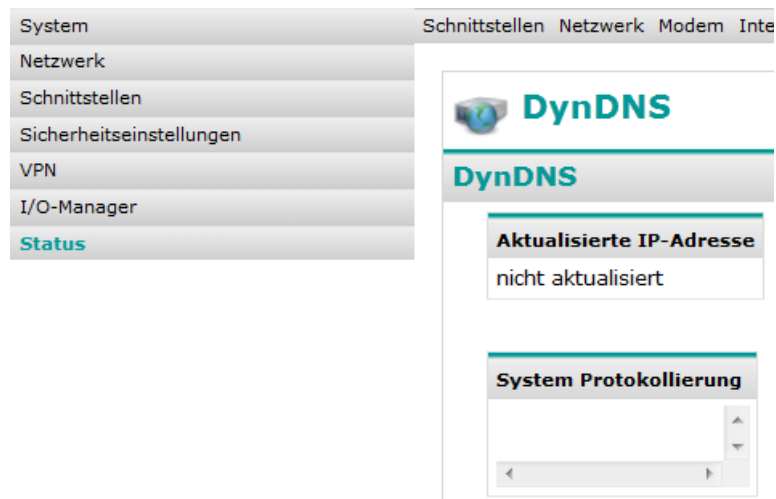 System
Netzwerk
Schnittstellen
Sicherheitseinstellungen
VPN
I/O-Manager
Status
Schnittstellen Netzwerk Modem Inte
DynDNS
DynDNS
Aktualisierte IP-Adresse
nicht aktualisiert
System Protokollierung